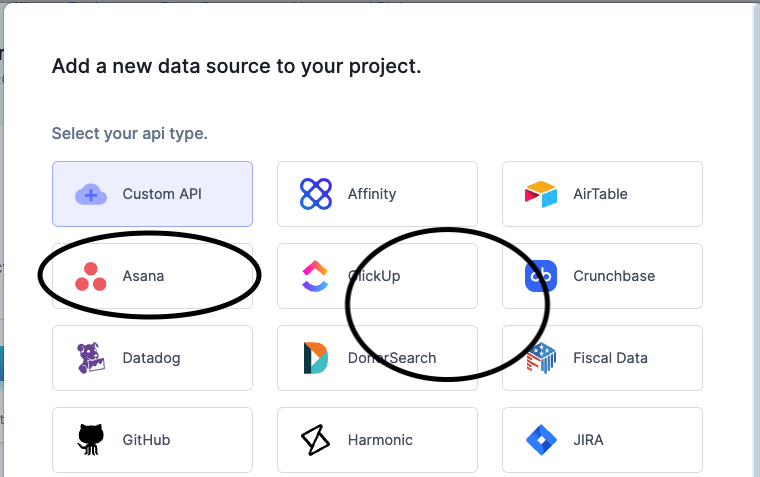 Add a new data source to your project.
Select your api type.
Custom API
Affinity
AirTable
Asana
ClickUp
Crunchbase
Datadog
DonorSearch
Fiscal Data
GitHub
Harmonic
JIRA